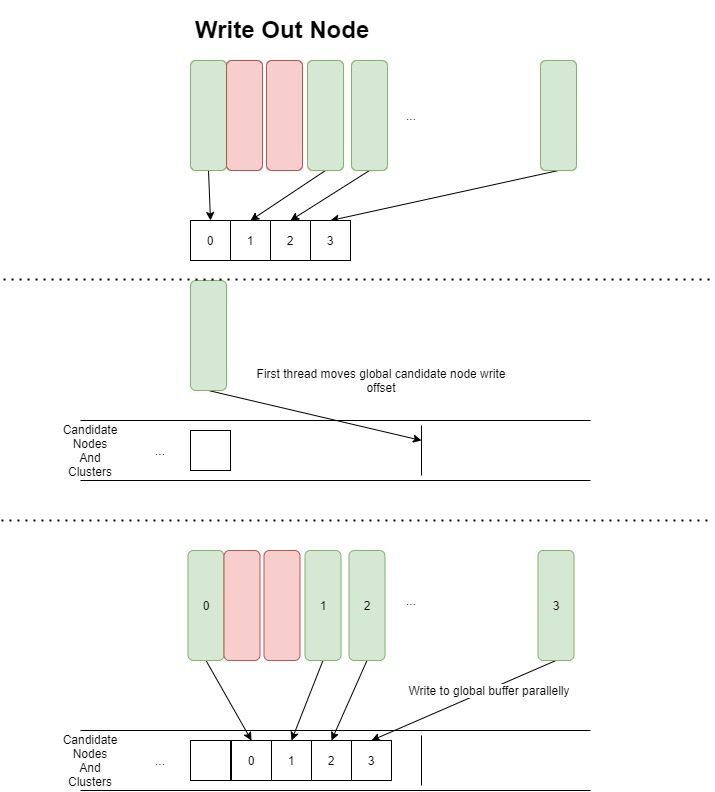 Write Out Node
...
0 1 2 3
First thread moves global candidate node write
offset
Candidate
Nodes
And
Clusters
...
0 1 2 ... 3
Write to global buffer parallelly
Candidate
Nodes
And
Clusters
... 0 1 2 3